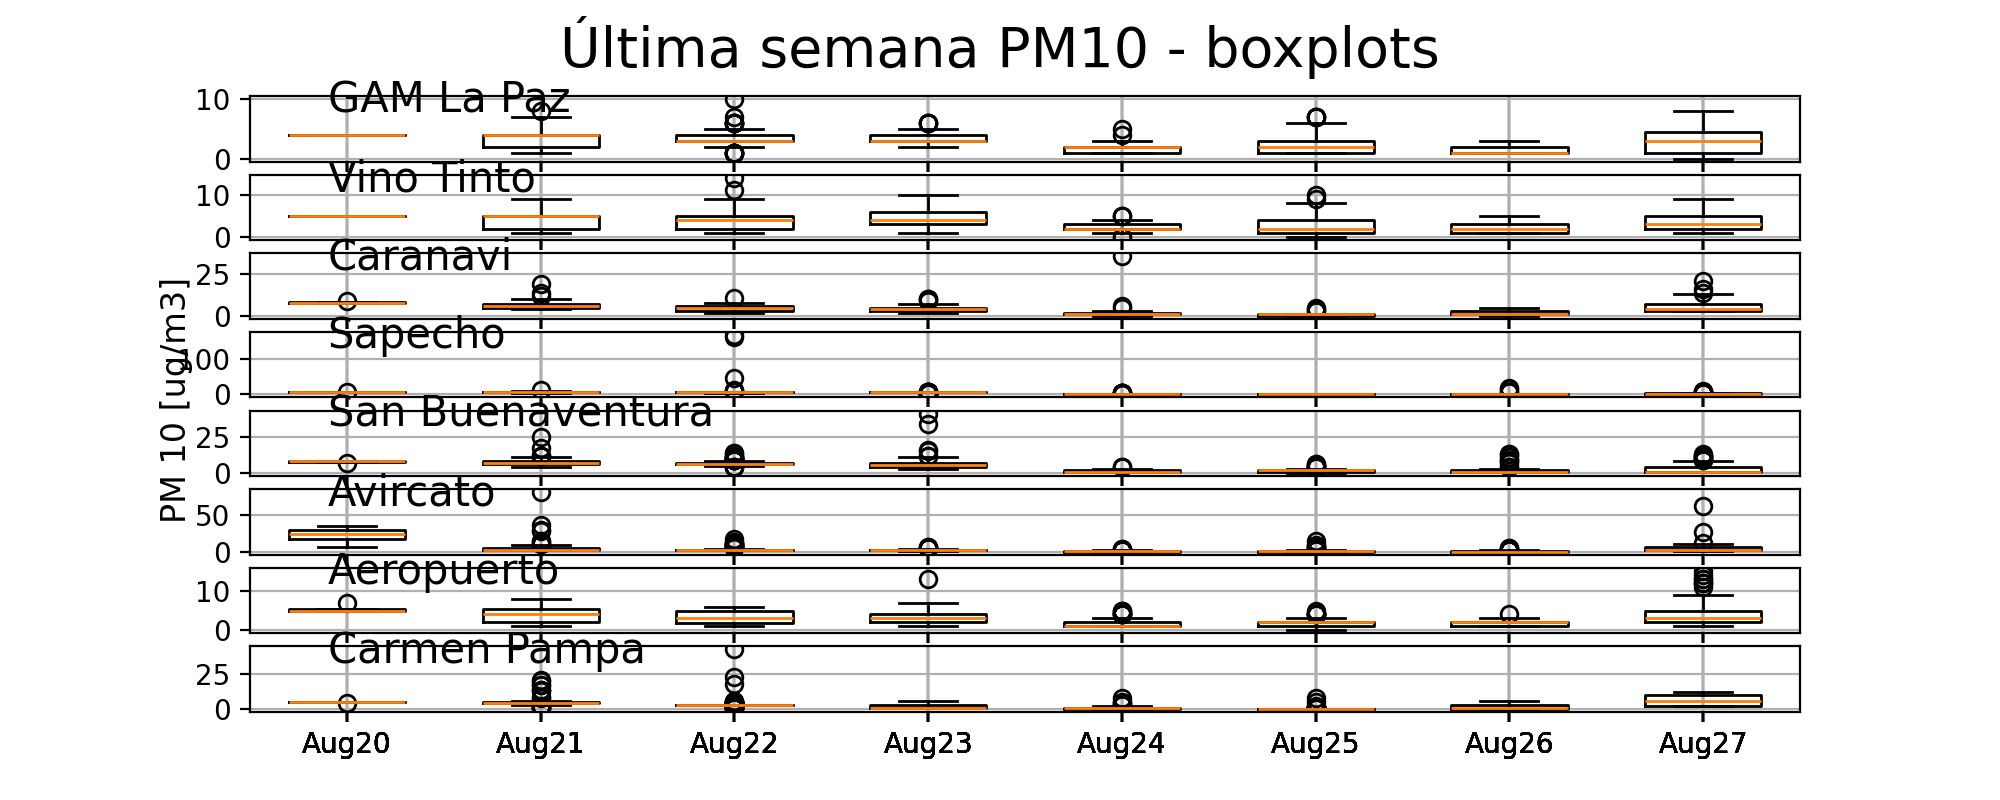 Última semana PM10 - boxplots
GAM La Paz
10
0
Vino Tinto
10
0
Caranavi
25
0
Sapecho
100
0
San Buenaventura
25
0
Avircato
50
0
Aeropuerto
10
0
Carmen Pampa
25
0
PM 10 [ug/m3]
Aug20 Aug21 Aug22 Aug23 Aug24 Aug25 Aug26 Aug27